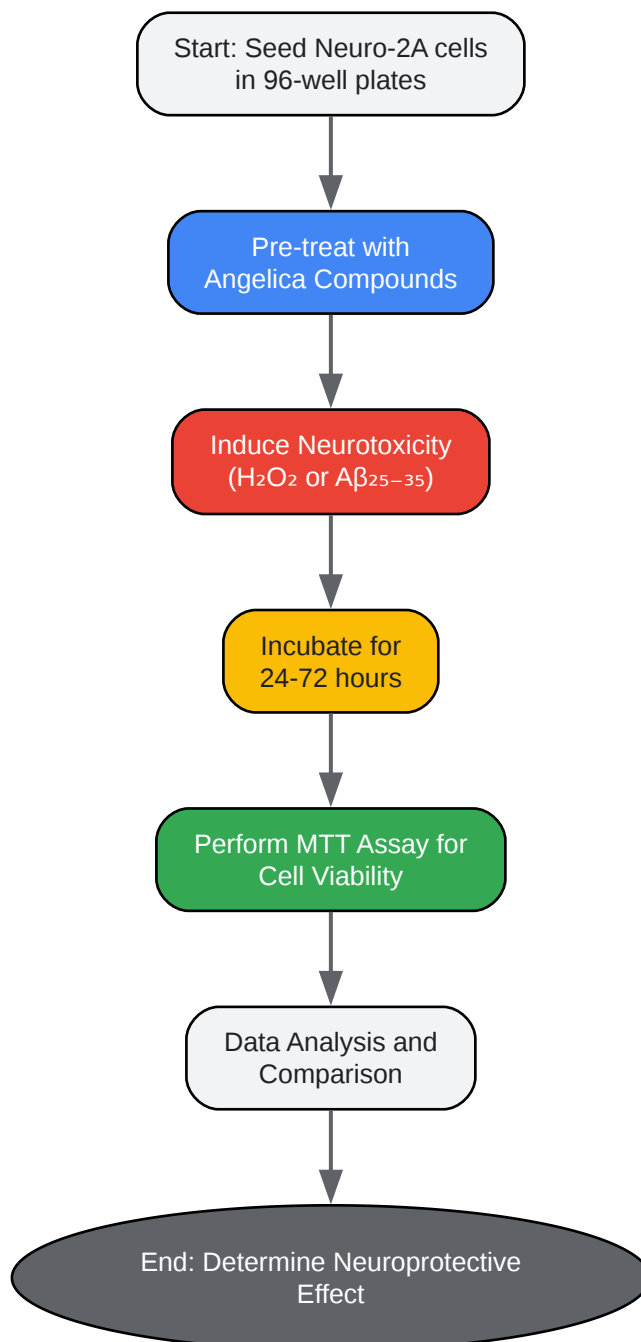 Start: Seed Neuro-2A cells
in 96-well plates
Pre-treat with
Angelica Compounds
Induce Neurotoxicity
(H₂O₂ or Aβ₂₅₋₃₅)
Incubate for
24-72 hours
Perform MTT Assay for
Cell Viability
Data Analysis and
Comparison
End: Determine Neuroprotective
Effect